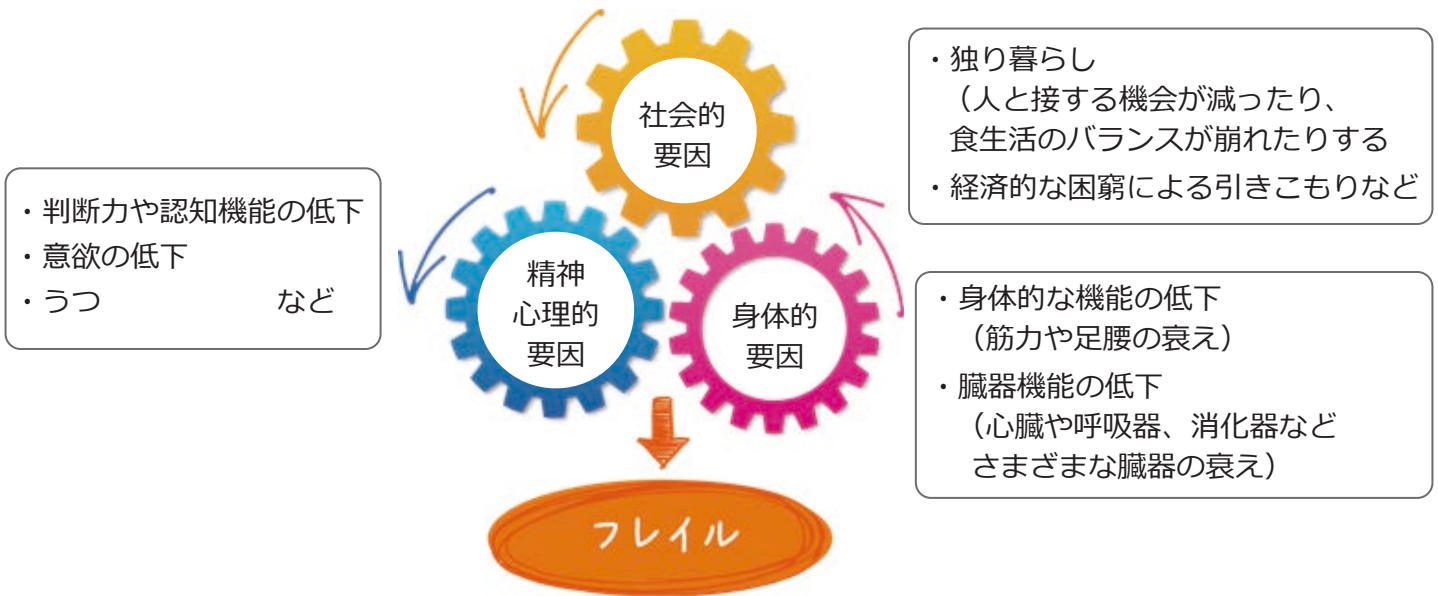 社会的
要因
・独り暮らし
（人と接する機会が減ったり、
食生活のバランスが崩れたりする
・経済的な困窮による引きこもりなど
・判断力や認知機能の低下
・意欲の低下
・うつ　　　　　　など
精神
心理的
要因
身体的
要因
・身体的な機能の低下
（筋力や足腰の衰え）
・臓器機能の低下
（心臓や呼吸器、消化器など
さまざまな臓器の衰え）
フレイル